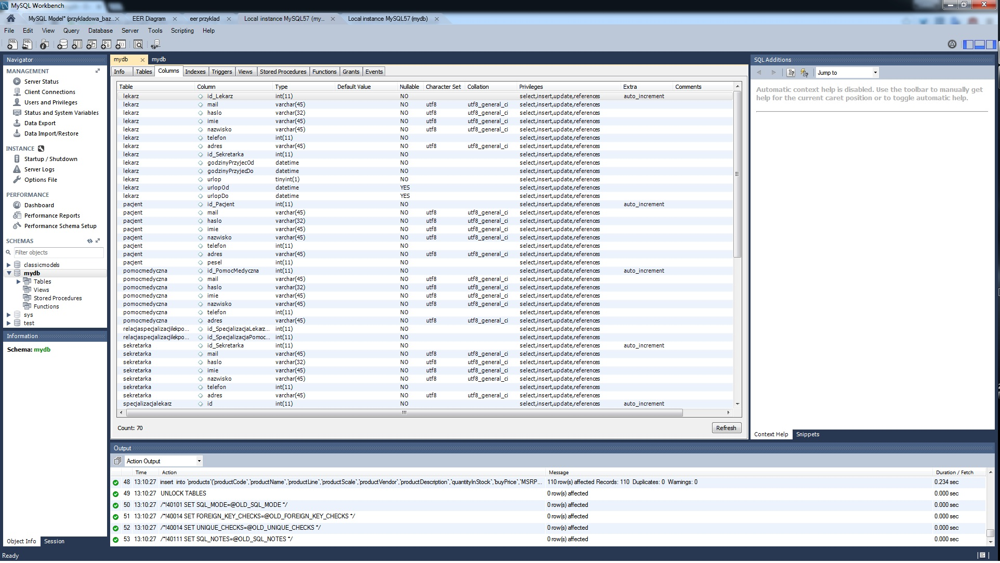 MySQL Workbench
MySQL Model* (przykladowa_baz... EER Diagram eer przyklad Local instance MySQL57 (my... Local instance MySQL57 (mydb)
File Edit View Query Database Server Tools Scripting Help
Navigator
MANAGEMENT
Server Status
Client Connections
Users and Privileges
Status and System Variables
Data Export
Data Import/Restore
INSTANCE
Startup / Shutdown
Server Logs
Options File
PERFORMANCE
Dashboard
Performance Reports
Performance Schema Setup
SCHEMAS
Filter objects
classicmodels
mydb
Tables
Views
Stored Procedures
Functions
sys
test
Information
Schema: mydb
Object Info Session
mydb mydb
Info Tables Columns Indexes Triggers Views Stored Procedures Functions Grants Events
Table Column Type Default Value Nullable Character Set Collation Privileges Extra Comments
lekarz id_Lekarz int(11) NO select,insert,update,references auto_increment
lekarz mail varchar(45) NO utf8 utf8_general_ci select,insert,update,references
lekarz haslo varchar(32) NO utf8 utf8_general_ci select,insert,update,references
lekarz imie varchar(45) NO utf8 utf8_general_ci select,insert,update,references
lekarz nazwisko varchar(45) NO utf8 utf8_general_ci select,insert,update,references
lekarz telefon int(11) NO select,insert,update,references
lekarz adres varchar(45) NO utf8 utf8_general_ci select,insert,update,references
lekarz id_Sekretarka int(11) NO select,insert,update,references
lekarz godzinyPrzyjecOd datetime NO select,insert,update,references
lekarz godzinyPrzyjecDo datetime NO select,insert,update,references
lekarz urlop tinyint(1) NO select,insert,update,references
lekarz urlopOd datetime YES select,insert,update,references
lekarz urlopDo datetime YES select,insert,update,references
pacjent id_Pacjent int(11) NO select,insert,update,references auto_increment
pacjent mail varchar(45) NO utf8 utf8_general_ci select,insert,update,references
pacjent haslo varchar(32) NO utf8 utf8_general_ci select,insert,update,references
pacjent imie varchar(45) NO utf8 utf8_general_ci select,insert,update,references
pacjent nazwisko varchar(45) NO utf8 utf8_general_ci select,insert,update,references
pacjent telefon int(11) NO select,insert,update,references
pacjent adres varchar(45) NO utf8 utf8_general_ci select,insert,update,references
pacjent pesel int(11) NO select,insert,update,references
pomocmedyczna id_PomocMedyczna int(11) NO select,insert,update,references auto_increment
pomocmedyczna mail varchar(45) NO utf8 utf8_general_ci select,insert,update,references
pomocmedyczna haslo varchar(32) NO utf8 utf8_general_ci select,insert,update,references
pomocmedyczna imie varchar(45) NO utf8 utf8_general_ci select,insert,update,references
pomocmedyczna nazwisko varchar(45) NO utf8 utf8_general_ci select,insert,update,references
pomocmedyczna telefon int(11) NO select,insert,update,references
pomocmedyczna adres varchar(45) NO utf8 utf8_general_ci select,insert,update,references
relacjaspecjalizacjilekpo... id_SpecjalizacjaLekarz... int(11) NO select,insert,update,references
relacjaspecjalizacjilekpo... id_SpecjalizacjaPomoc... int(11) NO select,insert,update,references
sekretarka id_Sekretarka int(11) NO select,insert,update,references auto_increment
sekretarka mail varchar(45) NO utf8 utf8_general_ci select,insert,update,references
sekretarka haslo varchar(32) NO utf8 utf8_general_ci select,insert,update,references
sekretarka imie varchar(45) NO utf8 utf8_general_ci select,insert,update,references
sekretarka nazwisko varchar(45) NO utf8 utf8_general_ci select,insert,update,references
sekretarka telefon int(11) NO select,insert,update,references
sekretarka adres varchar(45) NO utf8 utf8_general_ci select,insert,update,references
specjalizacjalekarz id int(11) NO select,insert,update,references auto_increment
Count: 70 Refresh
SQL Additions
Jump to
Automatic context help is disabled. Use the toolbar to manually get
help for the current caret position or to toggle automatic help.
Context Help Snippets
Output
Action Output
Time Action Message Duration / Fetch
48 13:10:27 insert into `products`(`productCode`,`productName`,`productLine`,`productScale`,`productVendor`,`productDescription`,`quantityInStock`,`buyPrice`,`MSRP... 110 row(s) affected Records: 110 Duplicates: 0 Warnings: 0 0.234 sec
49 13:10:27 UNLOCK TABLES 0 row(s) affected 0.000 sec
50 13:10:27 /*!40101 SET SQL_MODE=@OLD_SQL_MODE */ 0 row(s) affected 0.000 sec
51 13:10:27 /*!40014 SET FOREIGN_KEY_CHECKS=@OLD_FOREIGN_KEY_CHECKS */ 0 row(s) affected 0.000 sec
52 13:10:27 /*!40014 SET UNIQUE_CHECKS=@OLD_UNIQUE_CHECKS */ 0 row(s) affected 0.000 sec
53 13:10:27 /*!40111 SET SQL_NOTES=@OLD_SQL_NOTES */ 0 row(s) affected 0.000 sec
Ready